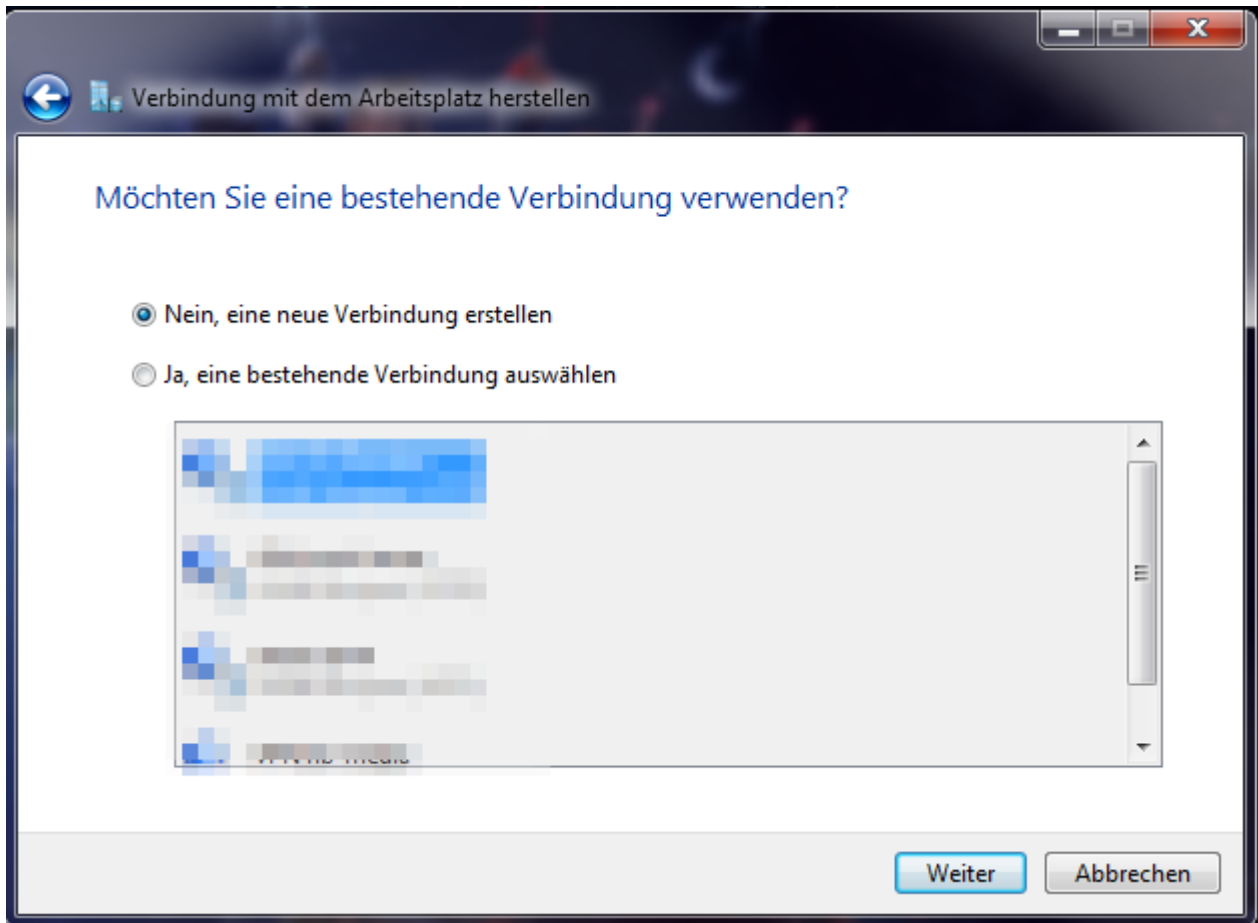 Verbindung mit dem Arbeitsplatz herstellen
Möchten Sie eine bestehende Verbindung verwenden?
Nein, eine neue Verbindung erstellen
Ja, eine bestehende Verbindung auswählen
Weiter
Abbrechen